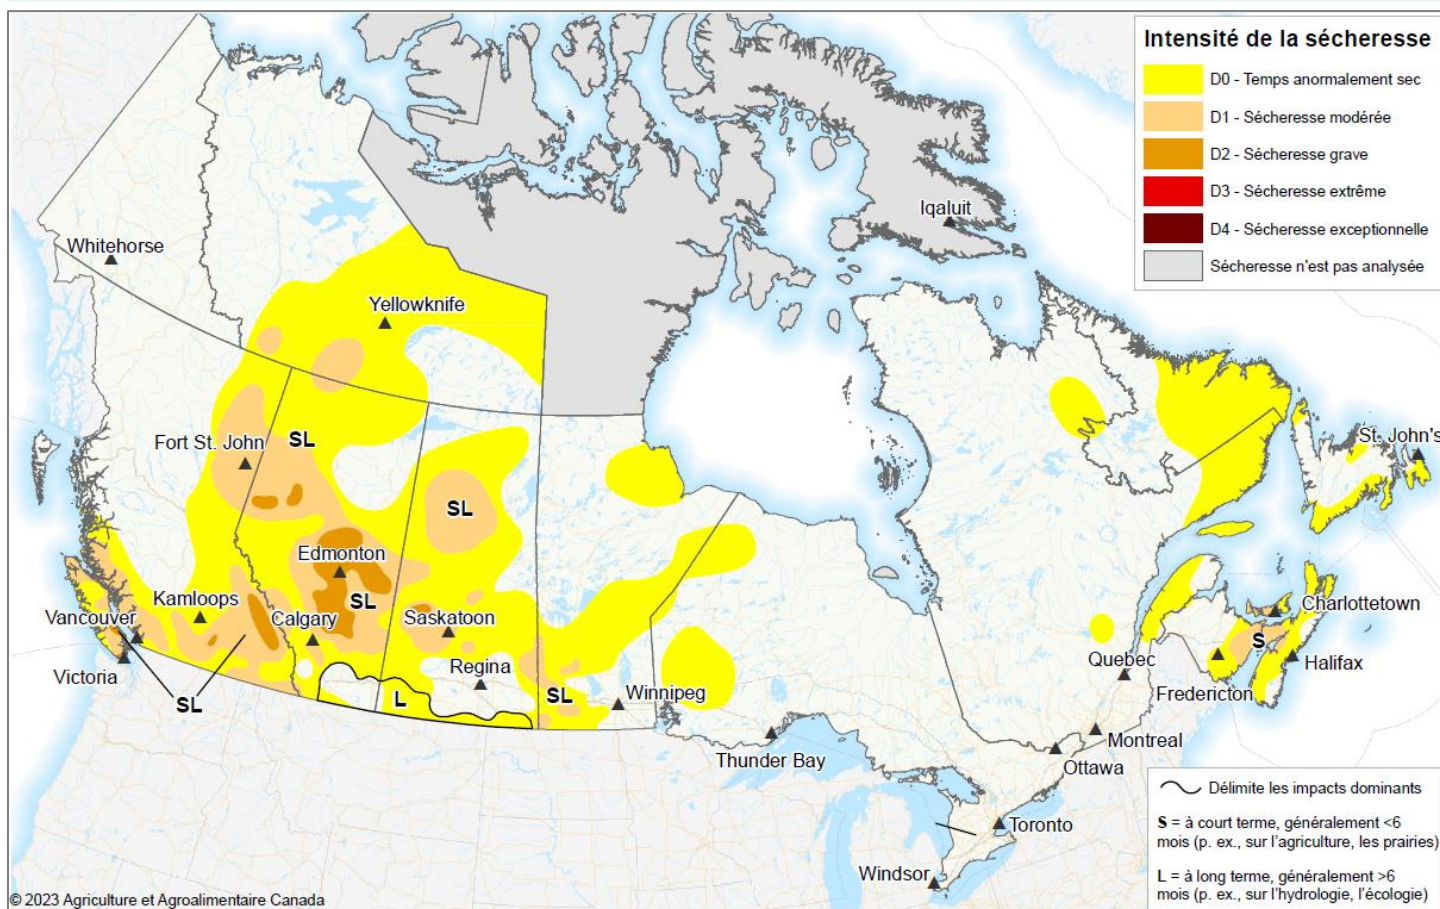 Intensité de la sécheresse
D0 - Temps anormalement sec
D1 - Sécheresse modérée
D2 - Sécheresse grave
D3 - Sécheresse extrême
D4 - Sécheresse exceptionnelle
Sécheresse n'est pas analysée
Iqaluit
Whitehorse
Yellowknife
Fort St. John
SL
St. John's
SL
Edmonton
SL
Kamloops
Calgary
Saskatoon
Vancouver
Charlottetown
S
Regina
Quebec
Halifax
Victoria
SL
L
SL
Winnipeg
Fredericton
Thunder Bay
Montreal
Ottawa
Toronto
Windsor
Délimite les impacts dominants
S = à court terme, généralement <6
mois (p. ex., sur l'agriculture, les prairies)
L = à long terme, généralement >6
mois (p. ex., sur l'hydrologie, l'écologie)
© 2023 Agriculture et Agroalimentaire Canada